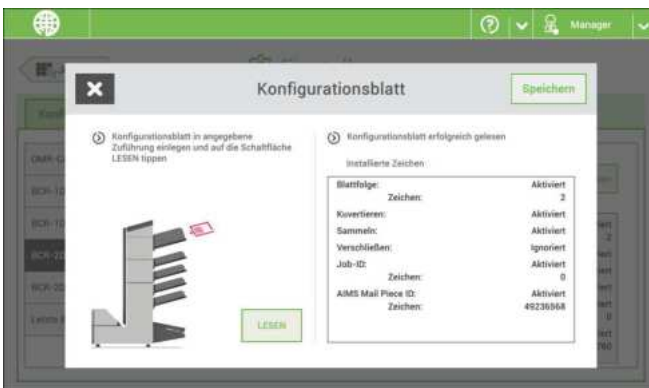 Manager
Konfigurationsblatt
Speichern
Konfigurationsblatt in angegebene
Zuführung einlegen und auf die Schaltfläche
LESEN tippen
LESEN
Konfigurationsblatt erfolgreich gelesen
Installierte Zeichen
Blattfolge: Aktiviert
Zeichen: 2
Kuvertieren: Aktiviert
Sammeln: Aktiviert
Verschließen: Ignoriert
Job-ID: Aktiviert
Zeichen: 0
AIMS Mail Piece ID: Aktiviert
Zeichen: 49236568